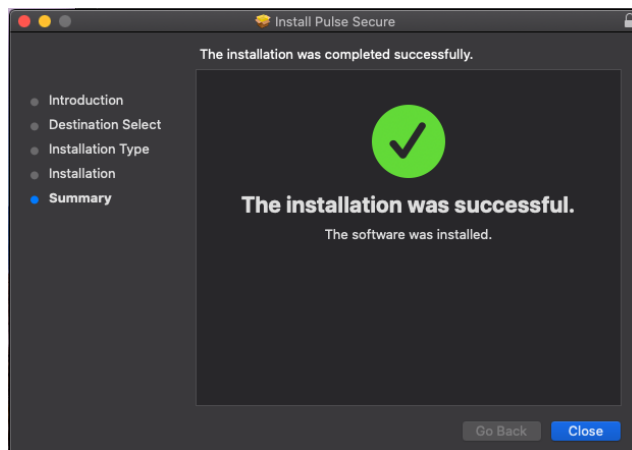 Install Pulse Secure
The installation was completed successfully.
Introduction
Destination Select
Installation Type
Installation
Summary
The installation was successful.
The software was installed.
Go Back
Close